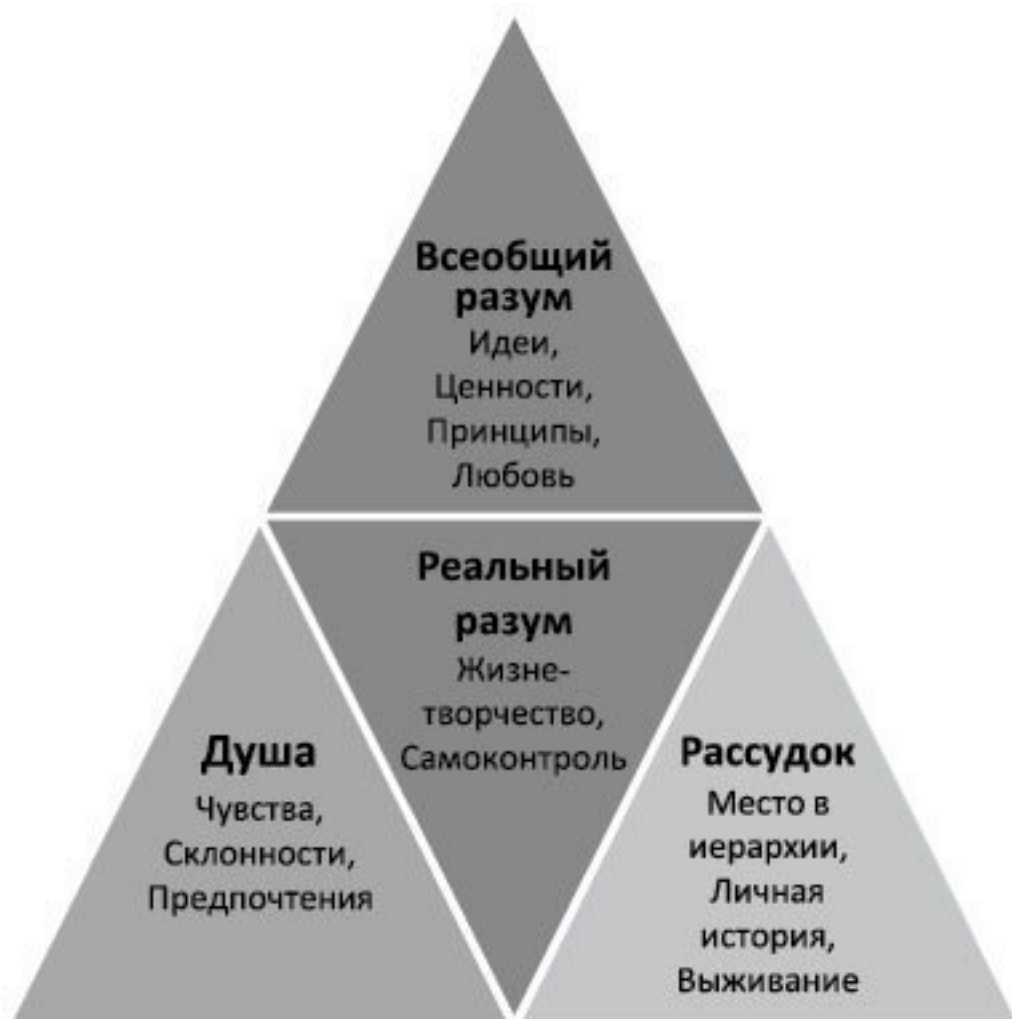 Всеобщий
разум
Идеи,
Ценности,
Принципы,
Любовь
Реальный
разум
Жизне-
творчество,
Самоконтроль
Душа
Чувства,
Склонности,
Предпочтения
Рассудок
Место в
иерархии,
Личная
история,
Выживание